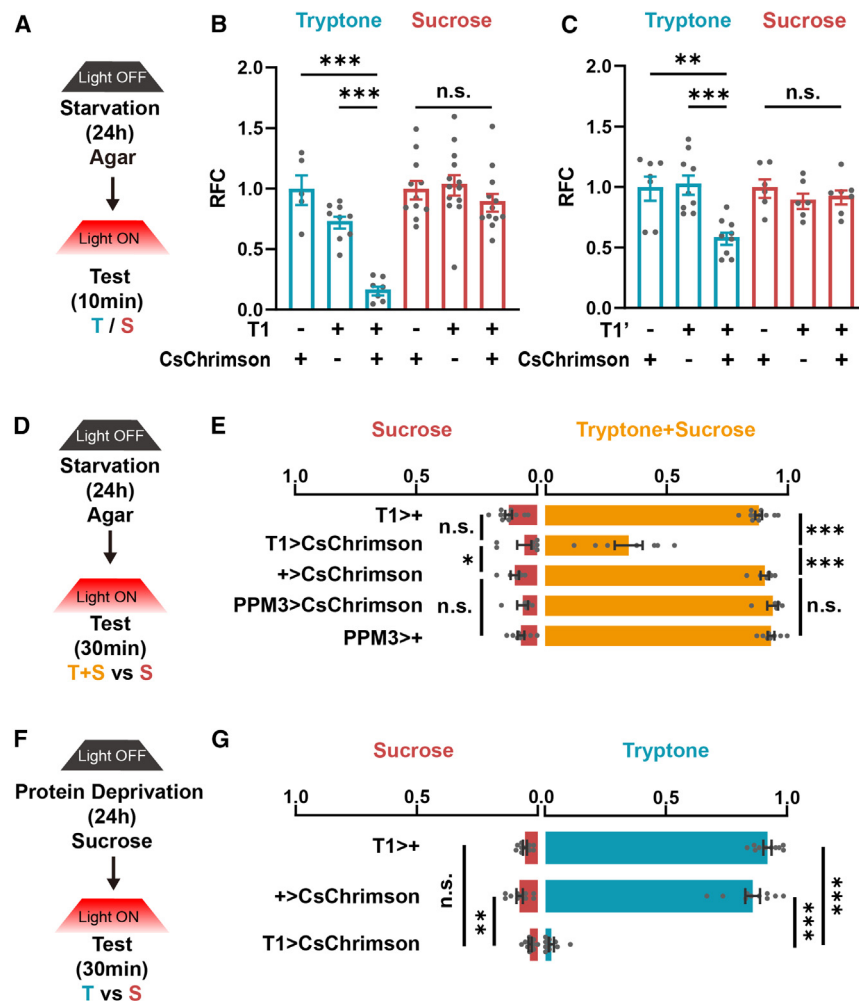 A
Light OFF
Starvation
(24h)
Agar
Light ON
Test
(10min)
T / S
B
Tryptone Sucrose
***
***
n.s.
2.0
1.5
1.0
0.5
0.0
RFC
T1 - + + - + +
CsChrimson + - + + - +
C
Tryptone Sucrose
**
***
n.s.
2.0
1.5
1.0
0.5
0.0
RFC
T1' - + + - + +
CsChrimson + - + + - +
D
Light OFF
Starvation
(24h)
Agar
Light ON
Test
(30min)
T+S vs S
E
Sucrose Tryptone+Sucrose
1.0 0.5 0.0 0.5 1.0
T1>+
n.s. ***
T1>CsChrimson
* ***
+>CsChrimson
PPM3>CsChrimson
n.s. n.s.
PPM3>+
F
Light OFF
Protein Deprivation
(24h)
Sucrose
Light ON
Test
(30min)
T vs S
G
Sucrose Tryptone
1.0 0.5 0.0 0.5 1.0
T1>+
+>CsChrimson
T1>CsChrimson
n.s.
**
***
***